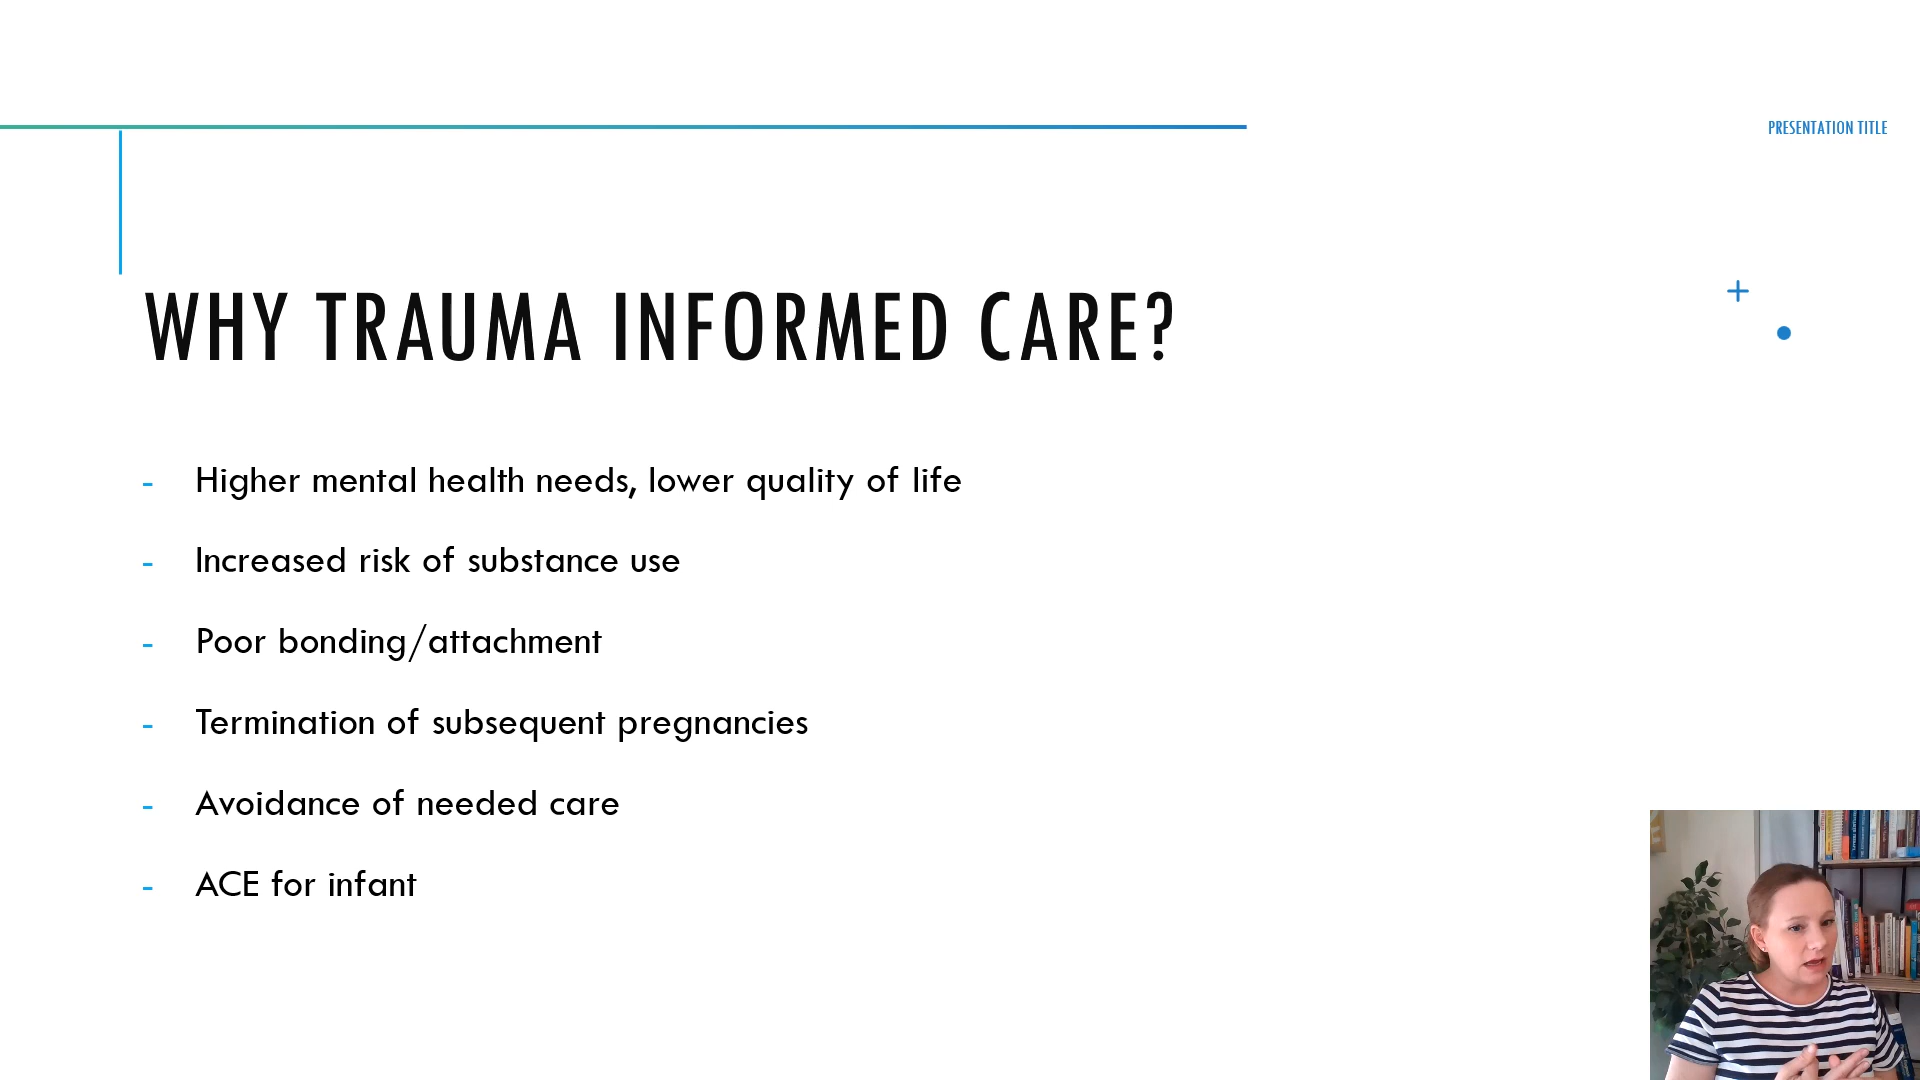 PRESENTATION TITLE
WHY TRAUMA INFORMED CARE?
- Higher mental health needs, lower quality of life
- Increased risk of substance use
- Poor bonding/attachment
- Termination of subsequent pregnancies
- Avoidance of needed care
- ACE for infant